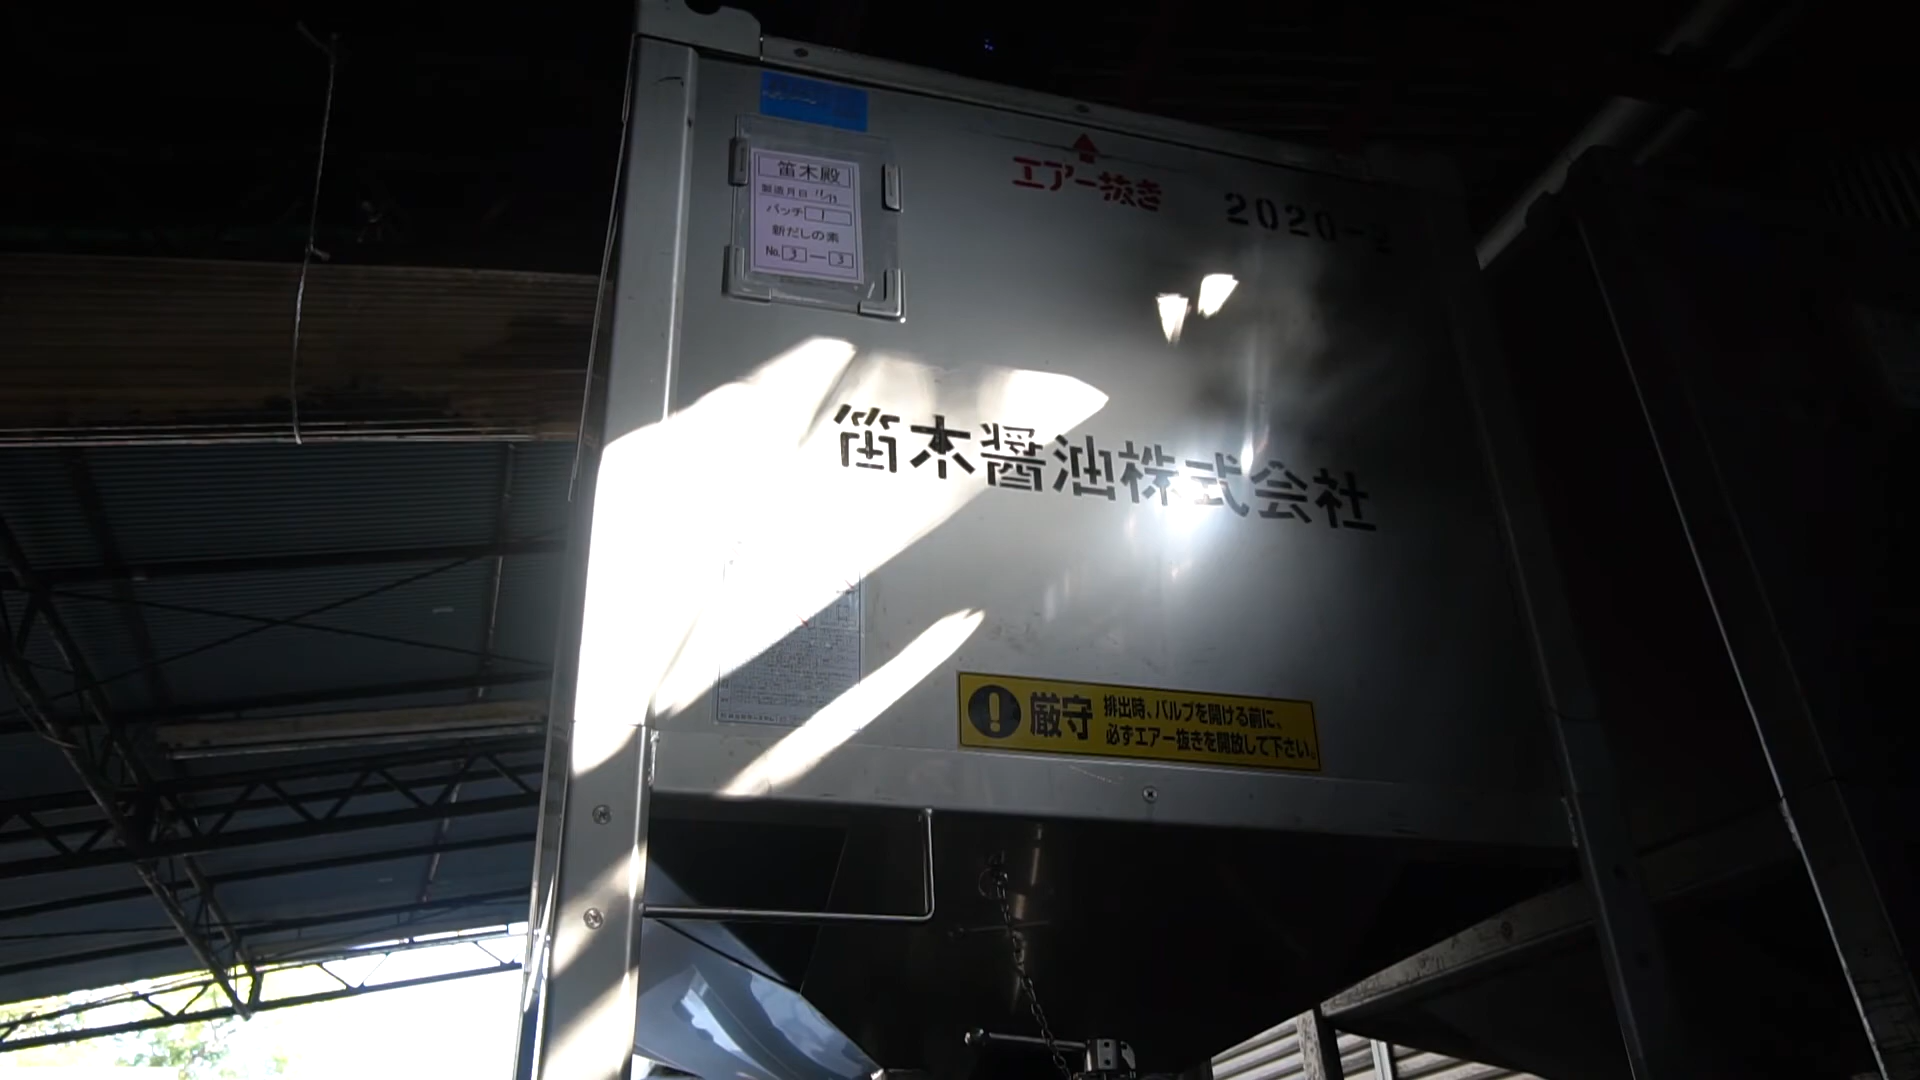 笛木殿
製造月日
バッチ 1
新だしの素
No. 3 — 3
エアー抜き
2020-2
笛木醤油株式会社
厳守
排出時、バルブを開ける前に、
必ずエアー抜きを開放して下さい。